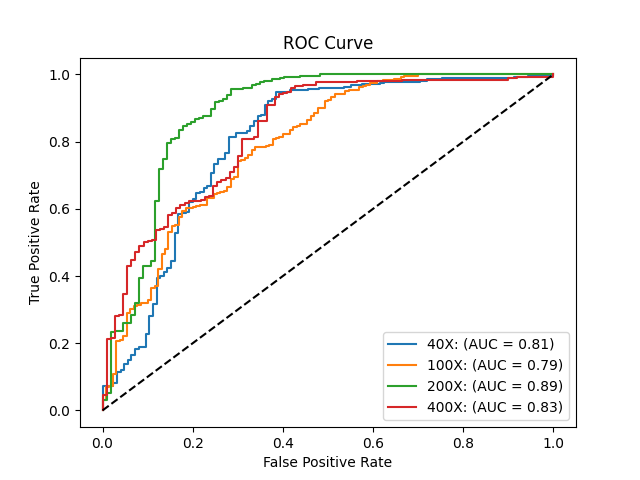 ROC Curve
True Positive Rate
1.0
0.8
0.6
0.4
0.2
0.0
0.0 0.2 0.4 0.6 0.8 1.0
False Positive Rate
40X: (AUC = 0.81)
100X: (AUC = 0.79)
200X: (AUC = 0.89)
400X: (AUC = 0.83)